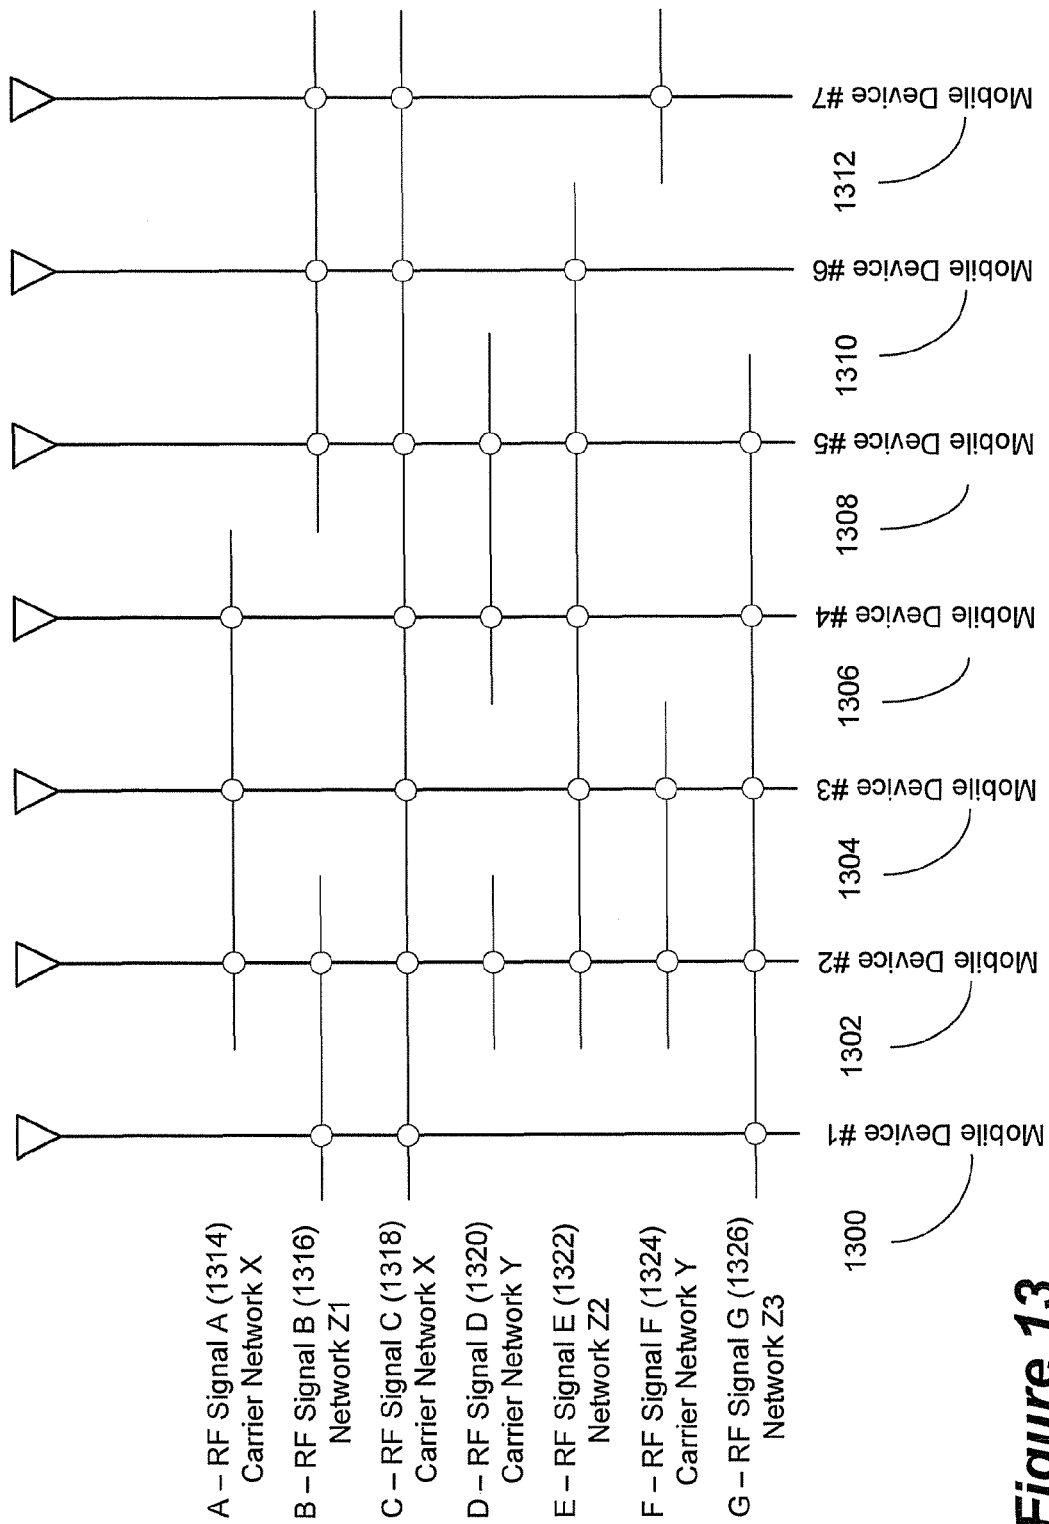 A – RF Signal A (1314)
Carrier Network X
B – RF Signal B (1316)
Network Z1
C – RF Signal C (1318)
Carrier Network X
D – RF Signal D (1320)
Carrier Network Y
E – RF Signal E (1322)
Network Z2
F – RF Signal F (1324)
Carrier Network Y
G – RF Signal G (1326)
Network Z3
Mobile Device #1
Mobile Device #2
Mobile Device #3
Mobile Device #4
Mobile Device #5
Mobile Device #6
Mobile Device #7
1300
1302
1304
1306
1308
1310
1312
Figure 13